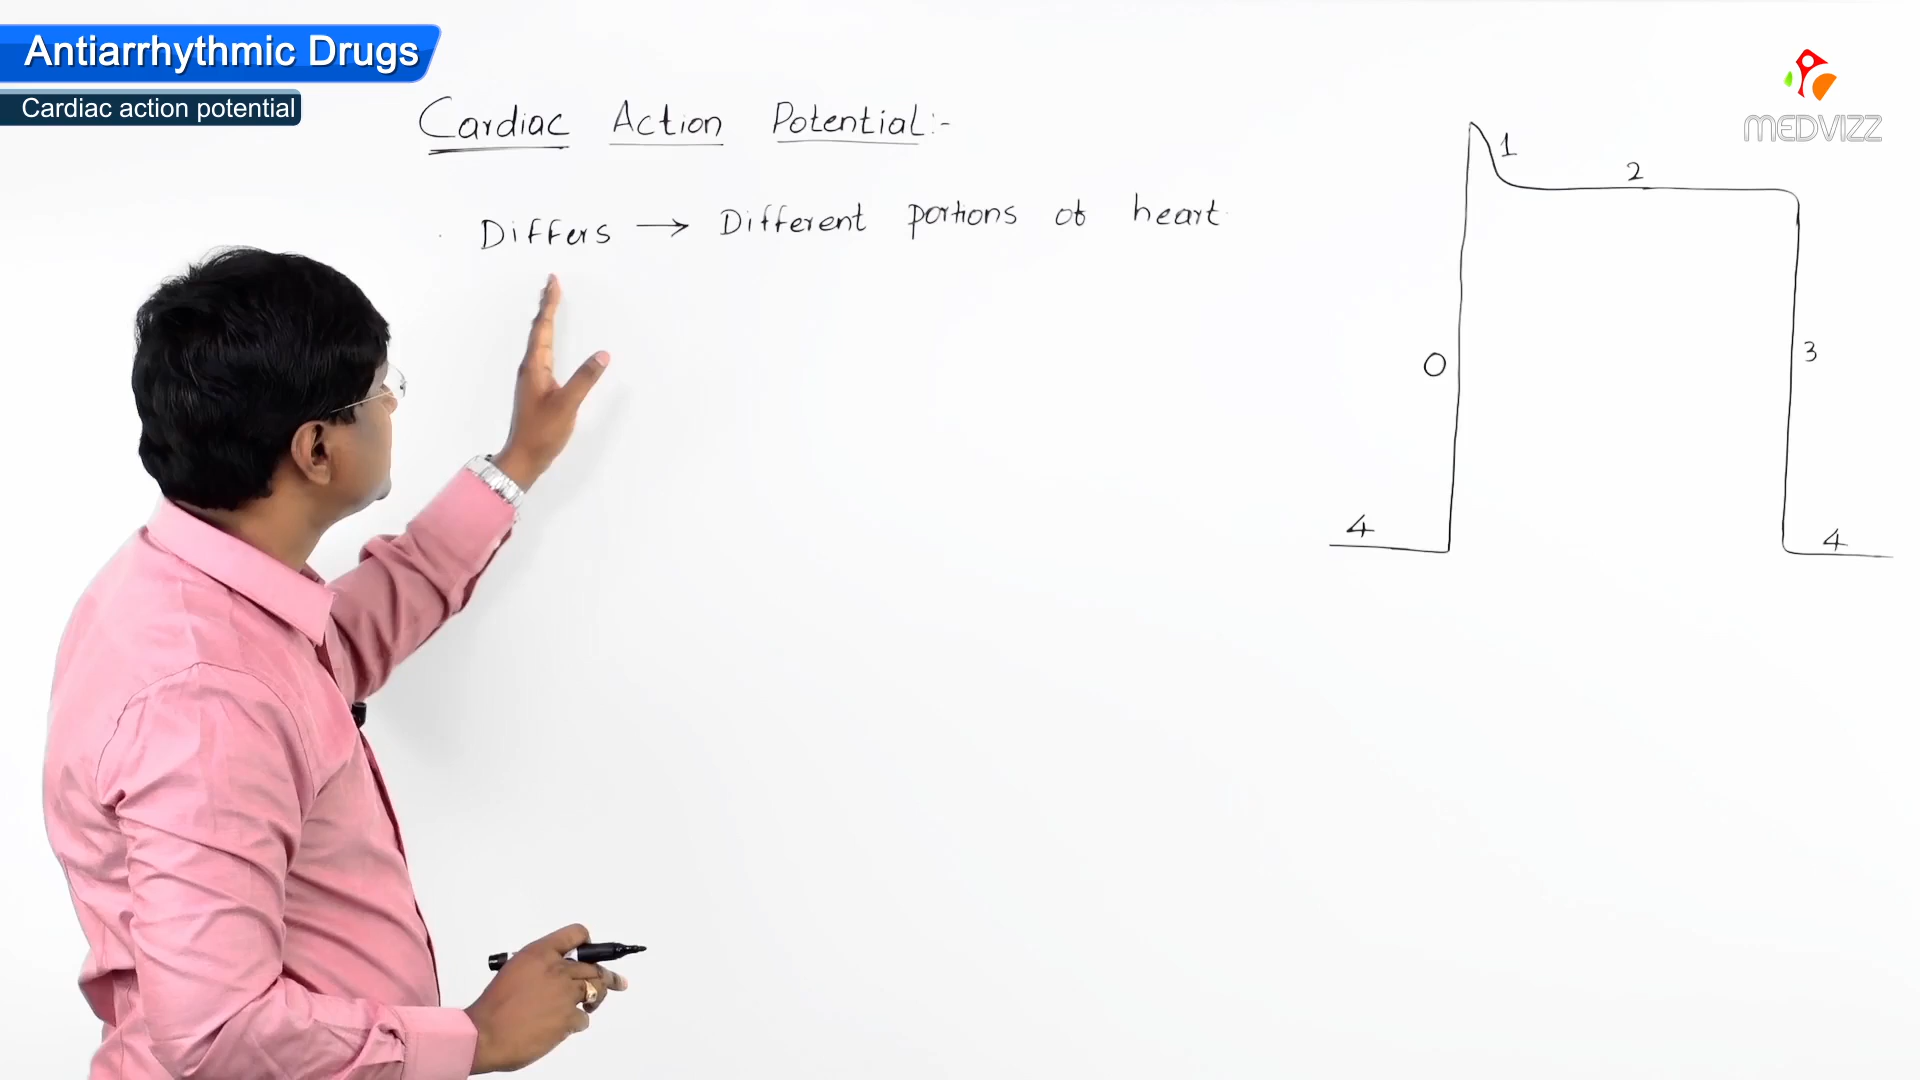 Antiarrhythmic Drugs
Cardiac action potential
MEDVIZZ
Cardiac Action Potential:-
Differs → Different portions of heart
1
2
0
3
4
4